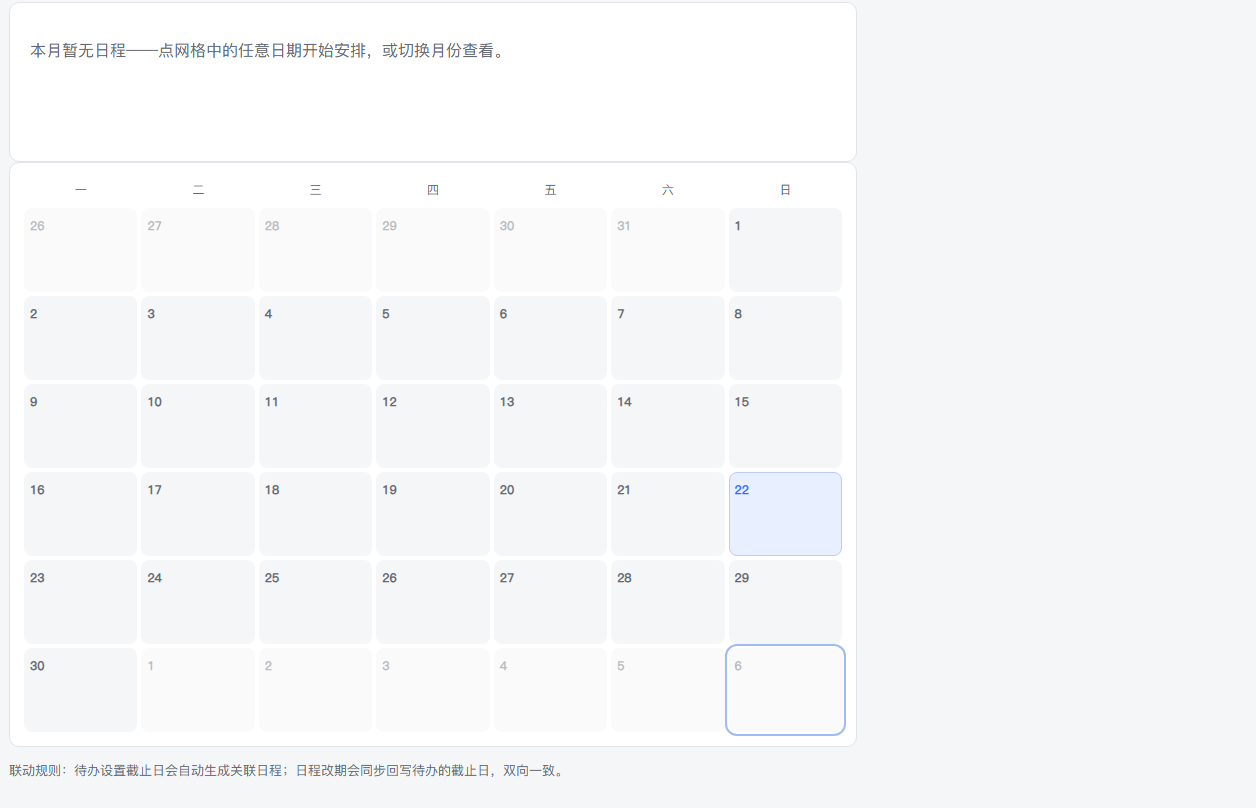 本月暂无日程——点网格中的任意日期开始安排，或切换月份查看。
一 二 三 四 五 六 日
26 27 28 29 30 31 1
2 3 4 5 6 7 8
9 10 11 12 13 14 15
16 17 18 19 20 21 22
23 24 25 26 27 28 29
30 1 2 3 4 5 6
联动规则：待办设置截止日会自动生成关联日程；日程改期会同步回写待办的截止日，双向一致。